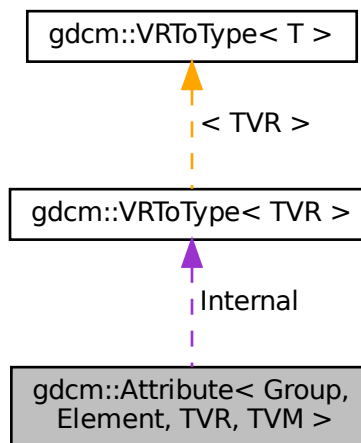 gdcm::VRToType< T >
< TVR >
gdcm::VRToType< TVR >
Internal
gdcm::Attribute< Group,
Element, TVR, TVM >